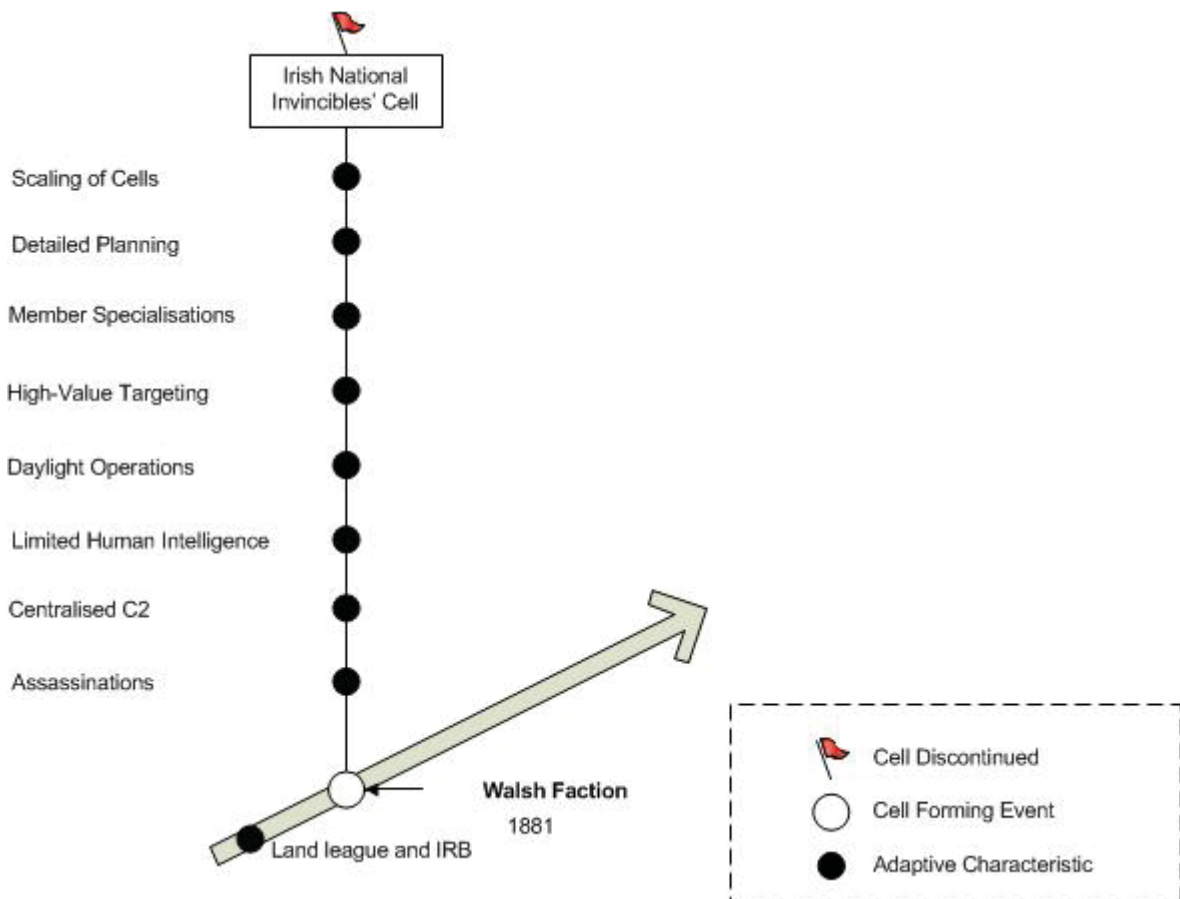 Irish National
Invincibles' Cell
Scaling of Cells
Detailed Planning
Member Specialisations
High-Value Targeting
Daylight Operations
Limited Human Intelligence
Centralised C2
Assassinations
Walsh Faction
1881
Land league and IRB
Cell Discontinued
Cell Forming Event
Adaptive Characteristic